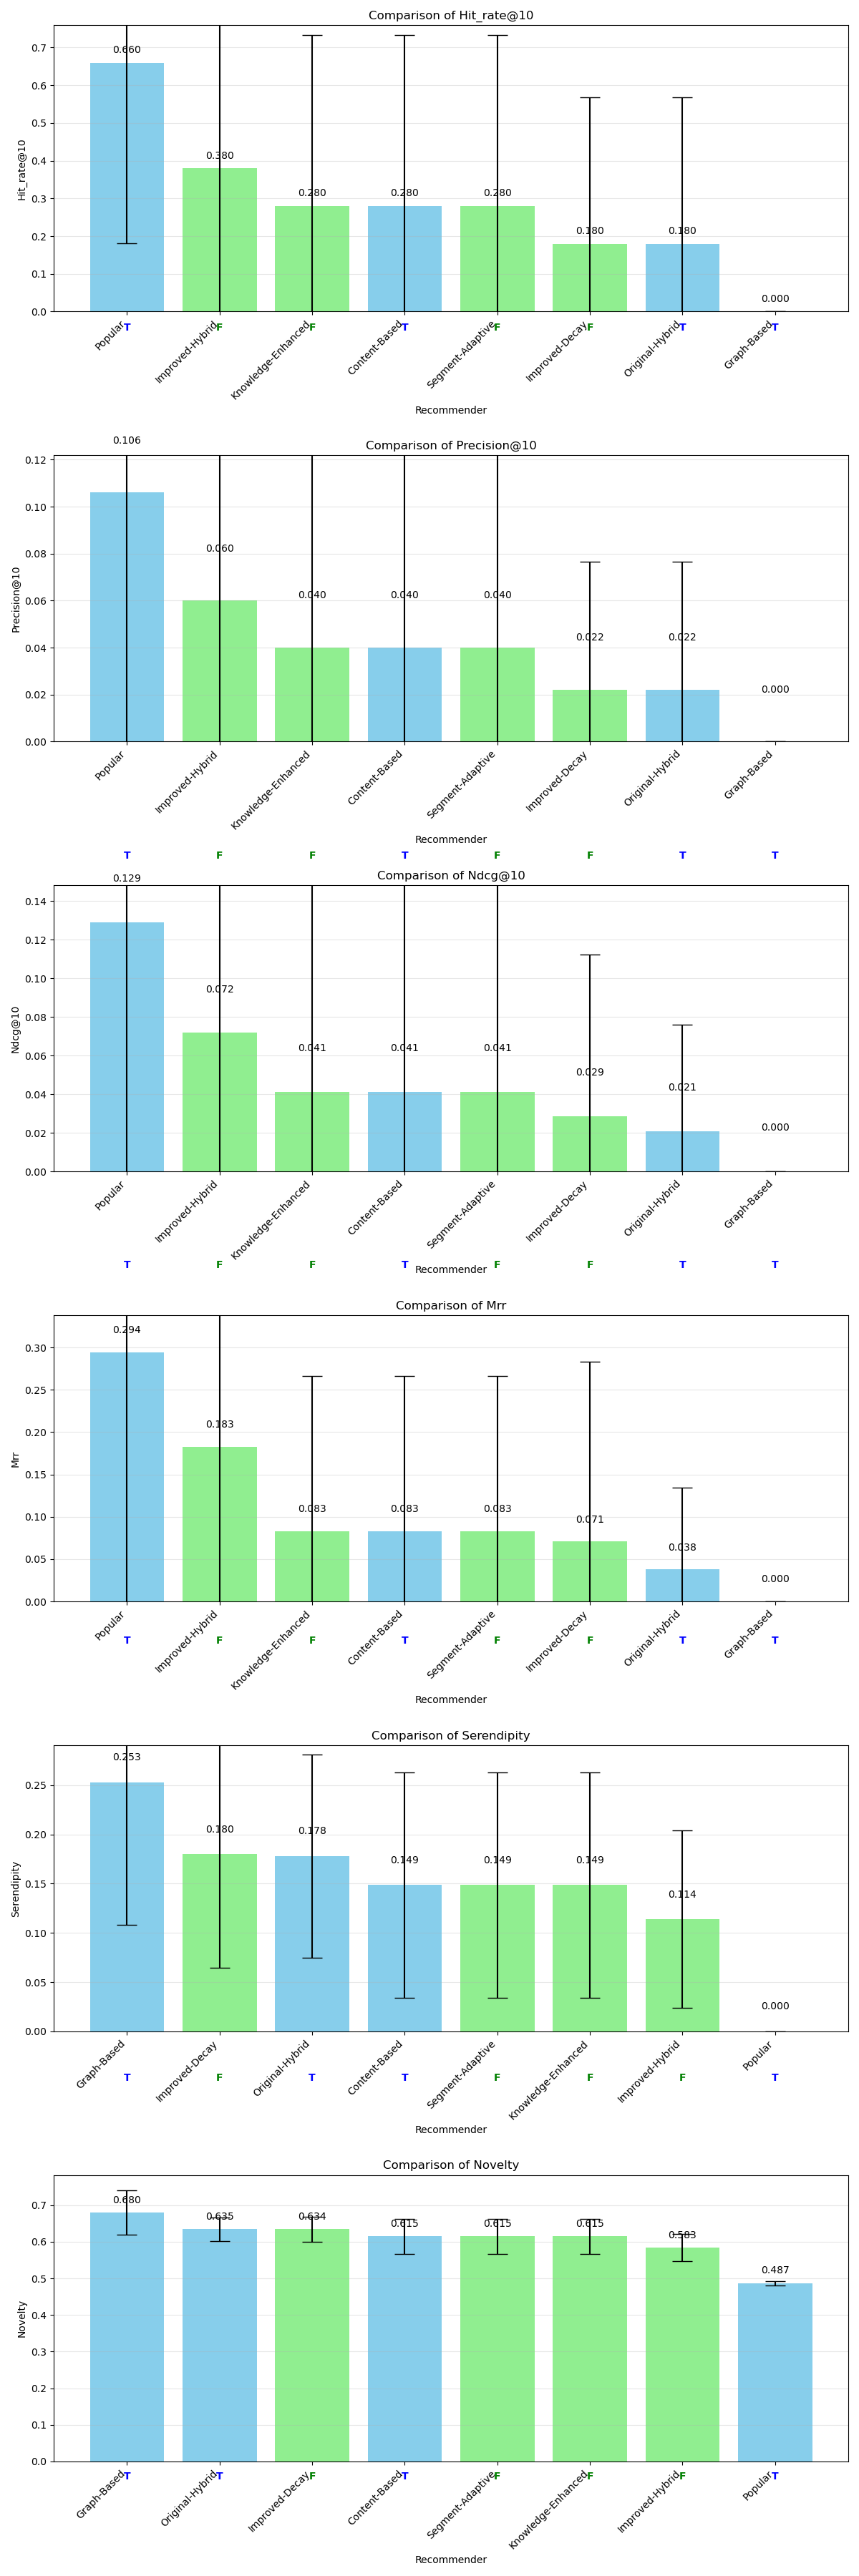 Comparison of Hit_rate@10
Hit_rate@10
0.7
0.6
0.5
0.4
0.3
0.2
0.1
0.0
0.660
0.380
0.280
0.280
0.280
0.180
0.180
0.000
T
F
F
T
F
F
T
T
Popular
Improved-Hybrid
Knowledge-Enhanced
Content-Based
Segment-Adaptive
Improved-Decay
Original-Hybrid
Graph-Based
Recommender
Comparison of Precision@10
Precision@10
0.12
0.10
0.08
0.06
0.04
0.02
0.00
0.106
0.060
0.040
0.040
0.040
0.022
0.022
0.000
Popular
Improved-Hybrid
Knowledge-Enhanced
Content-Based
Segment-Adaptive
Improved-Decay
Original-Hybrid
Graph-Based
Recommender
T
F
F
T
F
F
T
T
Comparison of Ndcg@10
Ndcg@10
0.14
0.12
0.10
0.08
0.06
0.04
0.02
0.00
0.129
0.072
0.041
0.041
0.041
0.029
0.021
0.000
Popular
Improved-Hybrid
Knowledge-Enhanced
Content-Based
Segment-Adaptive
Improved-Decay
Original-Hybrid
Graph-Based
T
F
F
T
F
F
T
T
Recommender
Comparison of Mrr
Mrr
0.30
0.25
0.20
0.15
0.10
0.05
0.00
0.294
0.183
0.083
0.083
0.083
0.071
0.038
0.000
Popular
Improved-Hybrid
Knowledge-Enhanced
Content-Based
Segment-Adaptive
Improved-Decay
Original-Hybrid
Graph-Based
T
F
F
T
F
F
T
T
Recommender
Comparison of Serendipity
Serendipity
0.25
0.20
0.15
0.10
0.05
0.00
0.253
0.180
0.178
0.149
0.149
0.149
0.114
0.000
Graph-Based
Improved-Decay
Original-Hybrid
Content-Based
Segment-Adaptive
Knowledge-Enhanced
Improved-Hybrid
Popular
T
F
T
T
F
F
F
T
Recommender
Comparison of Novelty
Novelty
0.7
0.6
0.5
0.4
0.3
0.2
0.1
0.0
0.680
0.635
0.634
0.615
0.615
0.615
0.583
0.487
T
T
F
T
F
F
F
T
Graph-Based
Original-Hybrid
Improved-Decay
Content-Based
Segment-Adaptive
Knowledge-Enhanced
Improved-Hybrid
Popular
Recommender